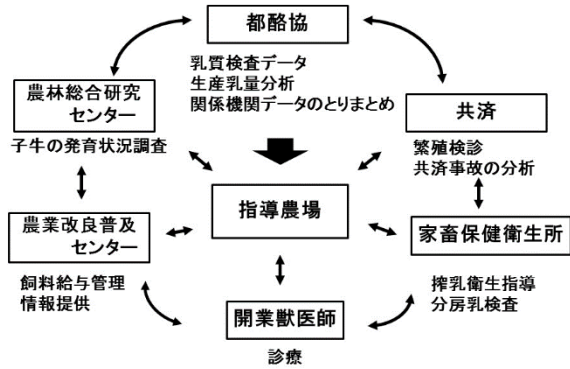 都酪協
乳質検査データ
生産乳量分析
関係機関データのとりまとめ
農林総合研究
センター
子牛の発育状況調査
共済
繁殖検診
共済事故の分析
指導農場
農業改良普及
センター
飼料給与管理
情報提供
家畜保健衛生所
搾乳衛生指導
分房乳検査
開業獣医師
診療